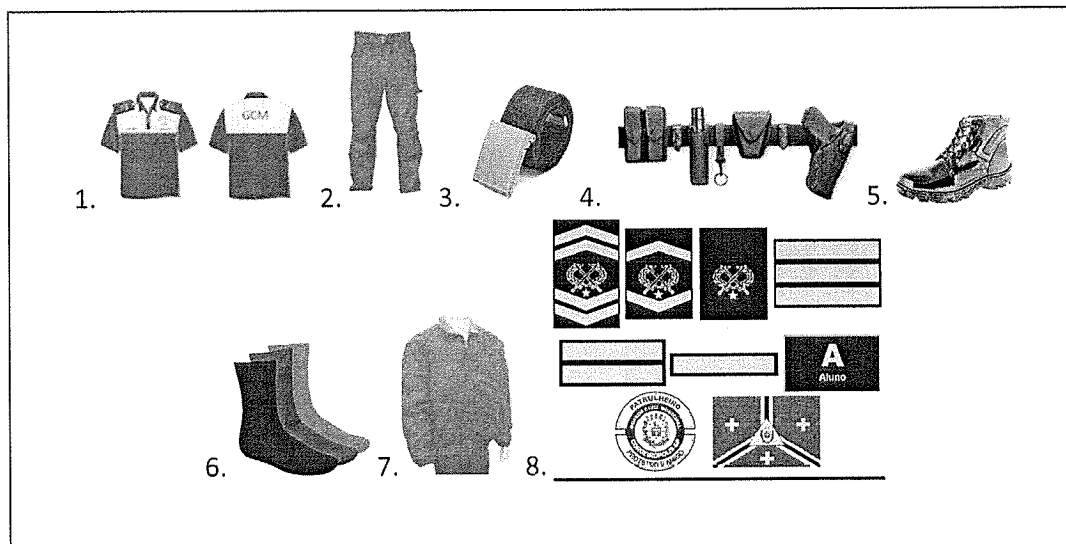 GCM
1.
2.
3.
4.
5.
A
Aluno
PATRULHEIRO
6.
7.
8.